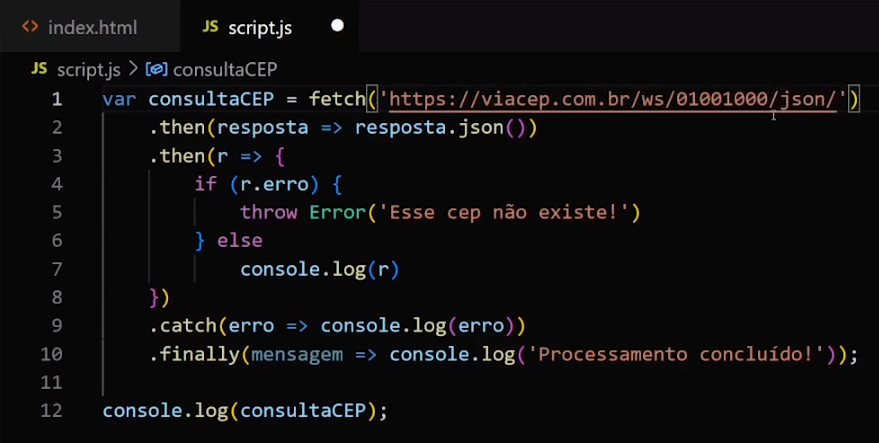 index.html JS script.js
JS script.js > consultaCEP
1 var consultaCEP = fetch('https://viacep.com.br/ws/01001000/json/')
2 .then(resposta => resposta.json())
3 .then(r => {
4 if (r.erro) {
5 throw Error('Esse cep não existe!')
6 } else
7 console.log(r)
8 })
9 .catch(erro => console.log(erro))
10 .finally(mensagem => console.log('Processamento concluído!'));
11
12 console.log(consultaCEP);